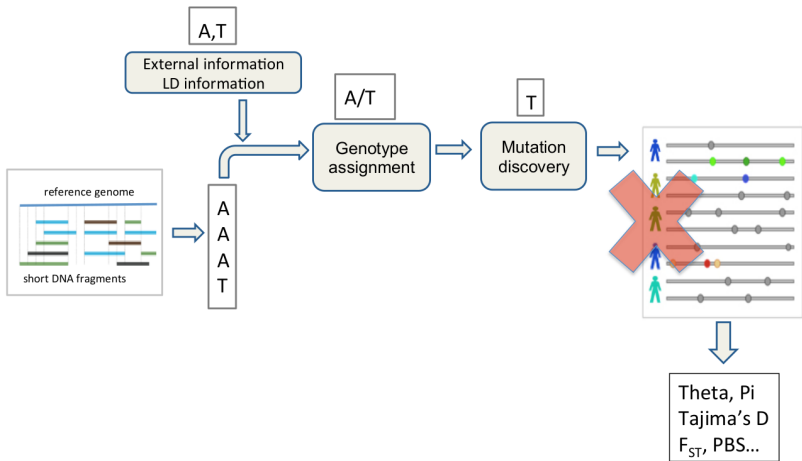 A,T
External information
LD information
A/T
Genotype
assignment
T
Mutation
discovery
reference genome
short DNA fragments
A
A
A
T
Theta, Pi
Tajima’s D
FST, PBS...